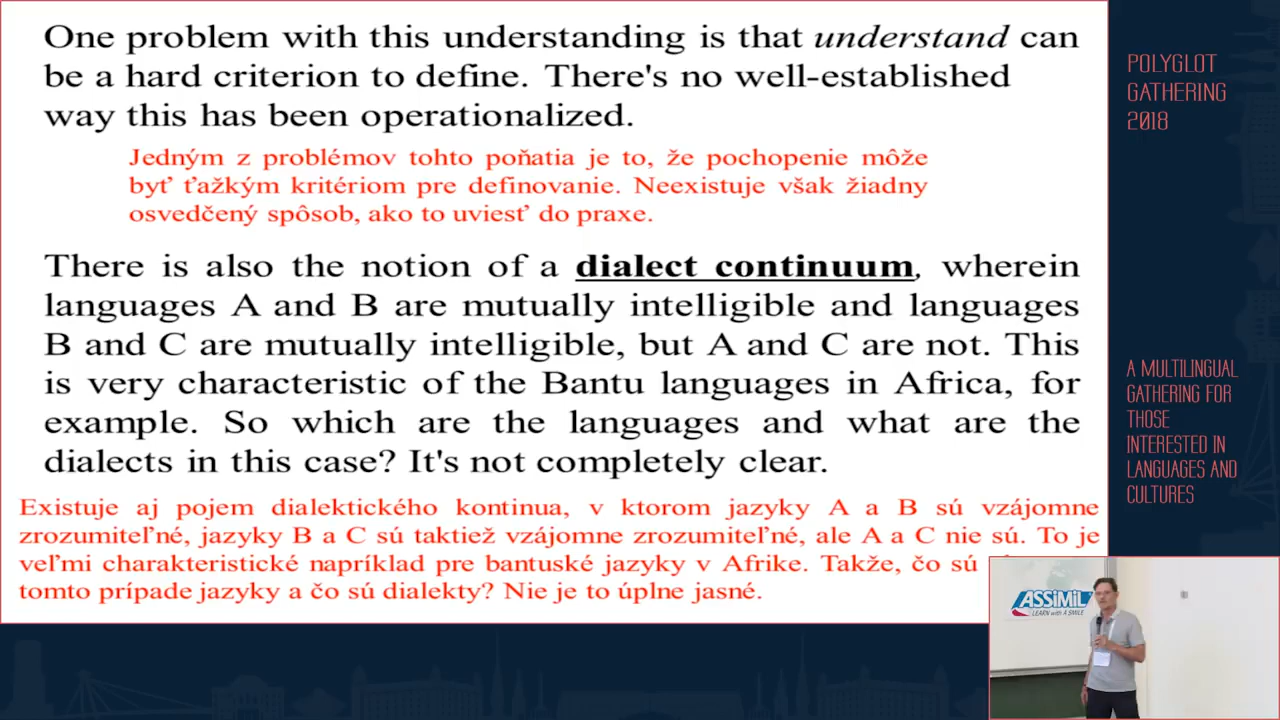 One problem with this understanding is that understand can
be a hard criterion to define. There's no well-established
way this has been operationalized.
Jedným z problémov tohto poňatia je to, že pochopenie môže
byť ťažkým kritériom pre definovanie. Neexistuje však žiadny
osvedčený spôsob, ako to uviesť do praxe.
There is also the notion of a dialect continuum, wherein
languages A and B are mutually intelligible and languages
B and C are mutually intelligible, but A and C are not. This
is very characteristic of the Bantu languages in Africa, for
example. So which are the languages and what are the
dialects in this case? It's not completely clear.
Existuje aj pojem dialektického kontinua, v ktorom jazyky A a B sú vzájomne
zrozumiteľné, jazyky B a C sú taktiež vzájomne zrozumiteľné, ale A a C nie sú. To je
veľmi charakteristické napríklad pre bantuské jazyky v Afrike. Takže, čo sú
tomto prípade jazyky a čo sú dialekty? Nie je to úplne jasné.
POLYGLOT
GATHERING
2018
A MULTILINGUAL
GATHERING FOR
THOSE
INTERESTED IN
LANGUAGES AND
CULTURES
ASSiMiL
LEARN with A SMILE